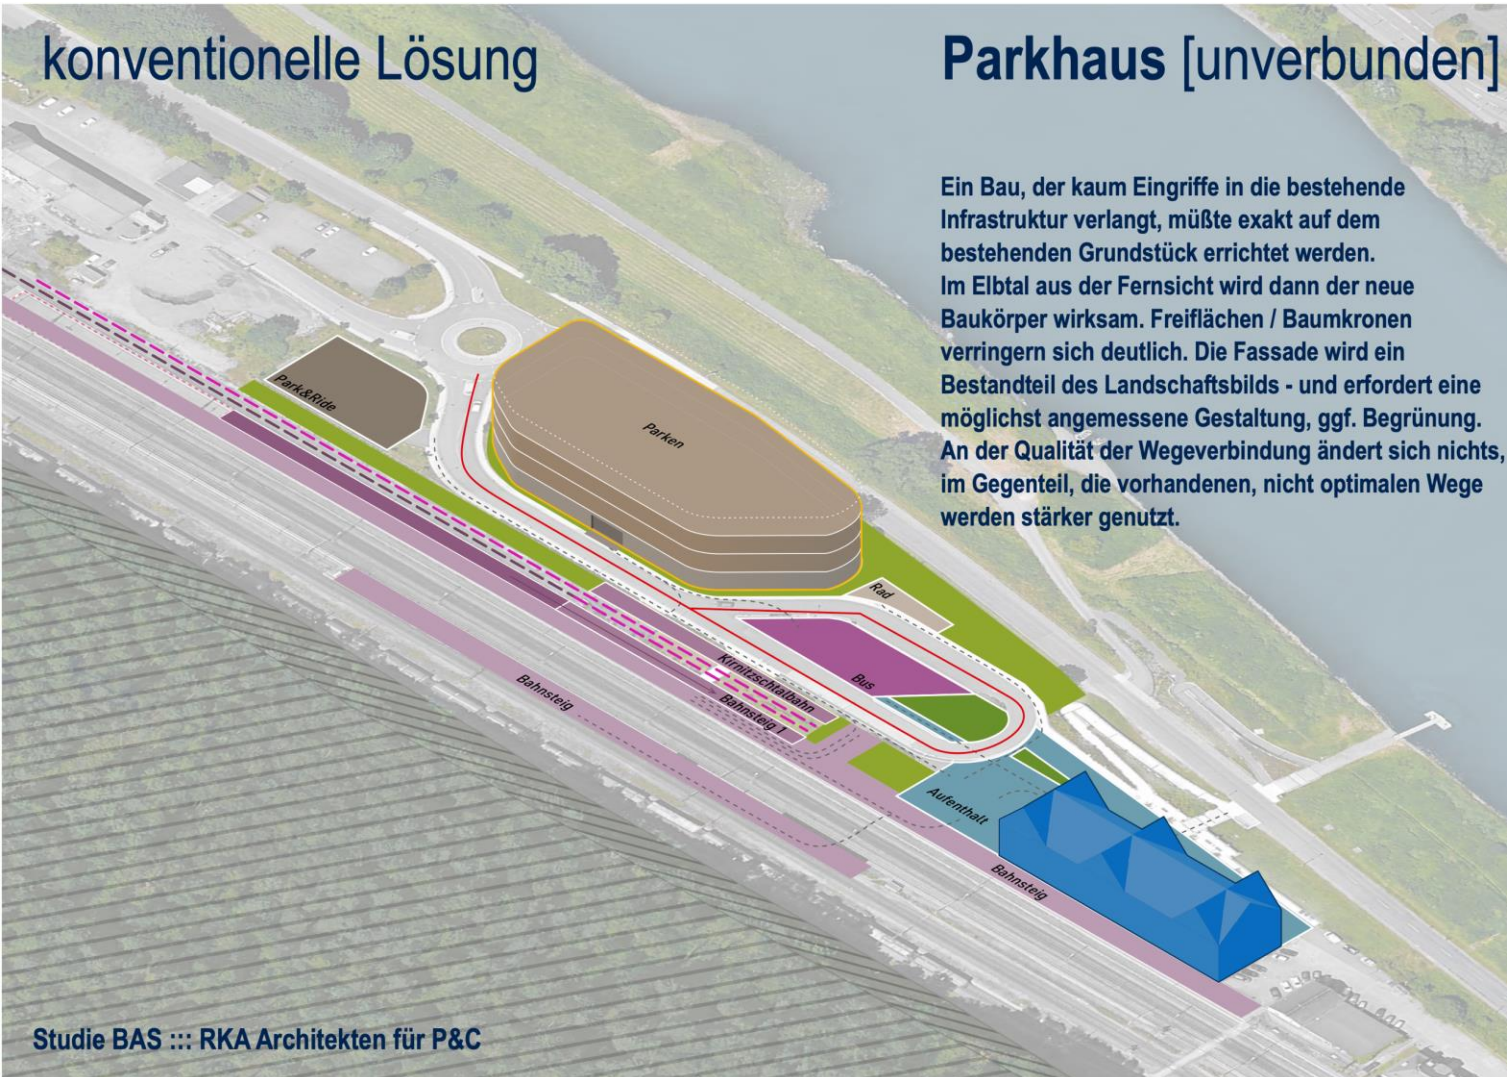 konventionelle Lösung
Parkhaus [unverbunden]
Ein Bau, der kaum Eingriffe in die bestehende
Infrastruktur verlangt, müßte exakt auf dem
bestehenden Grundstück errichtet werden.
Im Elbtal aus der Fernsicht wird dann der neue
Baukörper wirksam. Freiflächen / Baumkronen
verringern sich deutlich. Die Fassade wird ein
Bestandteil des Landschaftsbilds - und erfordert eine
möglichst angemessene Gestaltung, ggf. Begrünung.
An der Qualität der Wegeverbindung ändert sich nichts,
im Gegenteil, die vorhandenen, nicht optimalen Wege
werden stärker genutzt.
Park&Ride
Parken
Rad
Bus
Kirnitzschtalbahn
Bahnsteig 1
Bahnsteig
Aufenthalt
Bahnsteig
Studie BAS ::: RKA Architekten für P&C